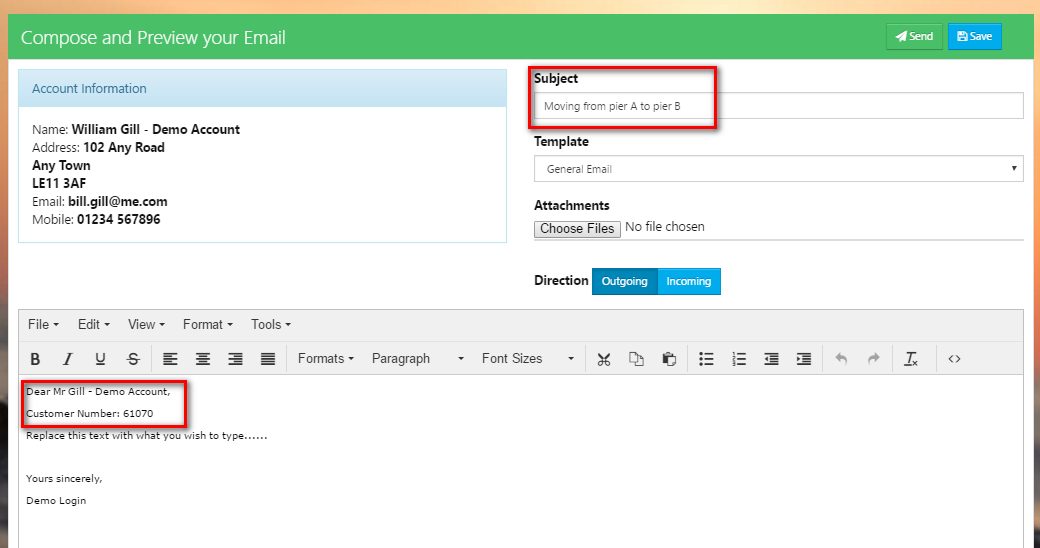 Compose and Preview your Email
Send
Save
Account Information
Name: William Gill - Demo Account
Address: 102 Any Road
Any Town
LE11 3AF
Email: bill.gill@me.com
Mobile: 01234 567896
Subject
Moving from pier A to pier B
Template
General Email
Attachments
Choose Files No file chosen
Direction Outgoing Incoming
File Edit View Format Tools
B I U S Formats Paragraph Font Sizes
Dear Mr Gill - Demo Account,
Customer Number: 61070
Replace this text with what you wish to type......
Yours sincerely,
Demo Login